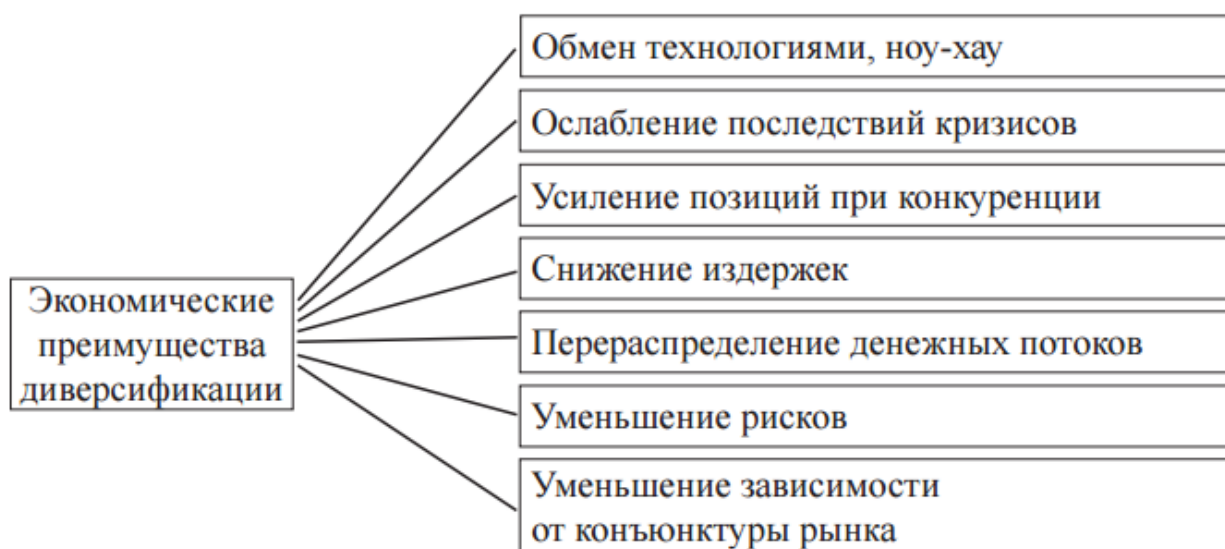 Обмен технологиями, ноу-хау
Ослабление последствий кризисов
Усиление позиций при конкуренции
Снижение издержек
Экономические
преимущества
диверсификации
Перераспределение денежных потоков
Уменьшение рисков
Уменьшение зависимости
от конъюнктуры рынка